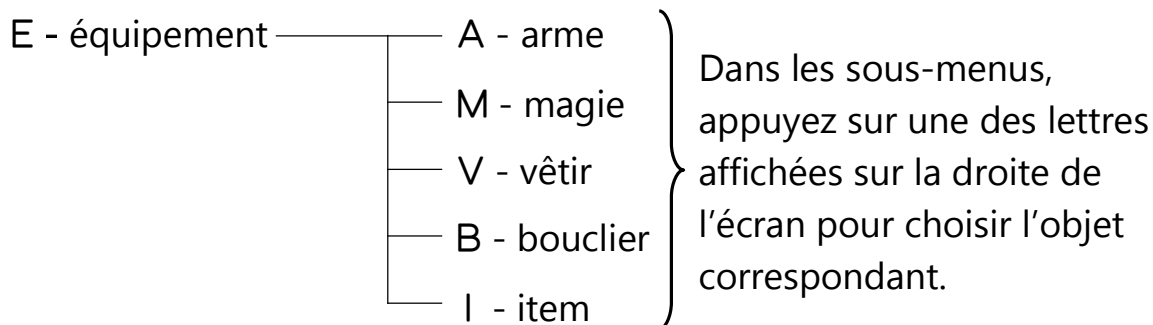 E - équipement
A - arme
M - magie
V - vêtir
B - bouclier
I - item
Dans les sous-menus,
appuyez sur une des lettres
affichées sur la droite de
l’écran pour choisir l’objet
correspondant.